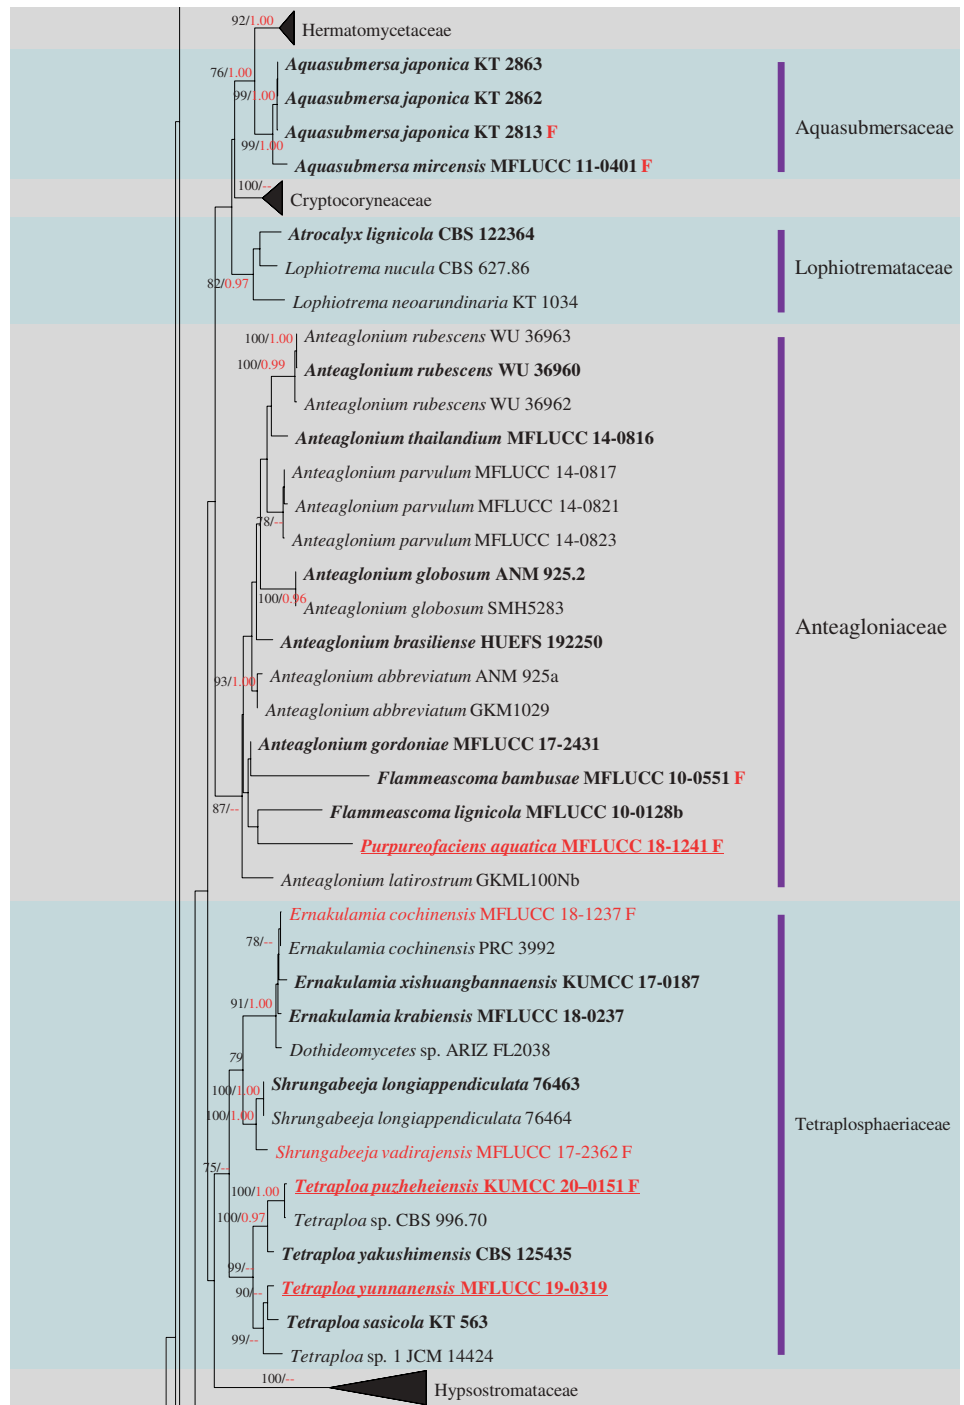 92/1.00
Hermatomycetaceae
Aquasubmersa japonica KT 2863
76/1.00
99/1.00
Aquasubmersa japonica KT 2862
Aquasubmersa japonica KT 2813 F
Aquasubmersaceae
99/1.00
Aquasubmersa mircensis MFLUCC 11-0401 F
100/--
Cryptocoryneaceae
Atrocalyx lignicola CBS 122364
Lophiotrema nucula CBS 627.86
Lophiotremataceae
82/0.97
Lophiotrema neoarundinaria KT 1034
100/1.00
Anteaglonium rubescens WU 36963
100/0.99
Anteaglonium rubescens WU 36960
Anteaglonium rubescens WU 36962
Anteaglonium thailandium MFLUCC 14-0816
Anteaglonium parvulum MFLUCC 14-0817
Anteaglonium parvulum MFLUCC 14-0821
78/--
Anteaglonium parvulum MFLUCC 14-0823
Anteaglonium globosum ANM 925.2
100/0.96
Anteaglonium globosum SMH5283
Anteagloniaceae
Anteaglonium brasiliense HUEFS 192250
93/1.00
Anteaglonium abbreviatum ANM 925a
Anteaglonium abbreviatum GKM1029
Anteaglonium gordoniae MFLUCC 17-2431
Flammeascoma bambusae MFLUCC 10-0551 F
87/--
Flammeascoma lignicola MFLUCC 10-0128b
Purpureofaciens aquatica MFLUCC 18-1241 F
Anteaglonium latirostrum GKML100Nb
Ernakulamia cochinensis MFLUCC 18-1237 F
78/--
Ernakulamia cochinensis PRC 3992
Ernakulamia xishuangbannaensis KUMCC 17-0187
91/1.00
Ernakulamia krabiensis MFLUCC 18-0237
Dothideomycetes sp. ARIZ FL2038
79
Shrungabeeja longiappendiculata 76463
100/1.00
100/1.00
Shrungabeeja longiappendiculata 76464
Tetraplosphaeriaceae
Shrungabeeja vadirajensis MFLUCC 17-2362 F
75/--
100/1.00
Tetraploa puzheheiensis KUMCC 20–0151 F
100/0.97
Tetraploa sp. CBS 996.70
Tetraploa yakushimensis CBS 125435
99/--
90/--
Tetraploa yunnanensis MFLUCC 19-0319
Tetraploa sasicola KT 563
99/--
Tetraploa sp. 1 JCM 14424
100/--
Hypsostromataceae